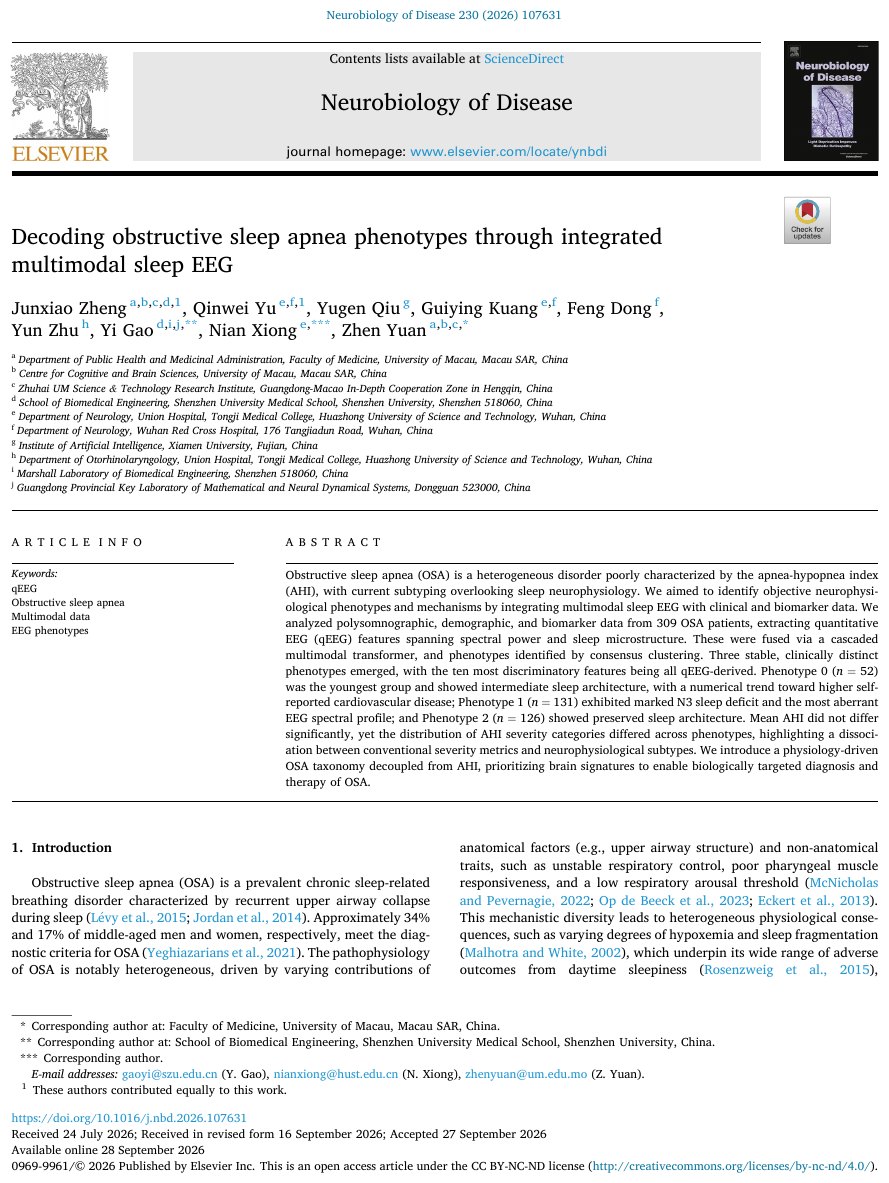 Neurobiology of Disease 230 (2026) 107631
Contents lists available at ScienceDirect
Neurobiology of Disease
journal homepage: www.elsevier.com/locate/ynbdi
ELSEVIER
Neurobiology
of Disease
Check for
updates
Decoding obstructive sleep apnea phenotypes through integrated
multimodal sleep EEG
Junxiao Zheng a,b,c,d,1, Qinwei Yu e,f,1, Yugen Qiu g, Guiying Kuang e,f, Feng Dong f,
Yun Zhu h, Yi Gao d,i,j,**, Nian Xiong e,***, Zhen Yuan a,b,c,*
a Department of Public Health and Medicinal Administration, Faculty of Medicine, University of Macau, Macau SAR, China
b Centre for Cognitive and Brain Sciences, University of Macau, Macau SAR, China
c Zhuhai UM Science & Technology Research Institute, Guangdong-Macao In-Depth Cooperation Zone in Hengqin, China
d School of Biomedical Engineering, Shenzhen University Medical School, Shenzhen University, Shenzhen 518060, China
e Department of Neurology, Union Hospital, Tongji Medical College, Huazhong University of Science and Technology, Wuhan, China
f Department of Neurology, Wuhan Red Cross Hospital, 176 Tangjiadun Road, Wuhan, China
g Institute of Artificial Intelligence, Xiamen University, Fujian, China
h Department of Otorhinolaryngology, Union Hospital, Tongji Medical College, Huazhong University of Science and Technology, Wuhan, China
i Marshall Laboratory of Biomedical Engineering, Shenzhen 518060, China
j Guangdong Provincial Key Laboratory of Mathematical and Neural Dynamical Systems, Dongguan 523000, China
ARTICLE INFO
Keywords:
qEEG
Obstructive sleep apnea
Multimodal data
EEG phenotypes
ABSTRACT
Obstructive sleep apnea (OSA) is a heterogeneous disorder poorly characterized by the apnea-hypopnea index
(AHI), with current subtyping overlooking sleep neurophysiology. We aimed to identify objective neurophysi-
ological phenotypes and mechanisms by integrating multimodal sleep EEG with clinical and biomarker data. We
analyzed polysomnographic, demographic, and biomarker data from 309 OSA patients, extracting quantitative
EEG (qEEG) features spanning spectral power and sleep microstructure. These were fused via a cascaded
multimodal transformer, and phenotypes identified by consensus clustering. Three stable, clinically distinct
phenotypes emerged, with the ten most discriminatory features being all qEEG-derived. Phenotype 0 (n = 52)
was the youngest group and showed intermediate sleep architecture, with a numerical trend toward higher self-
reported cardiovascular disease; Phenotype 1 (n = 131) exhibited marked N3 sleep deficit and the most aberrant
EEG spectral profile; and Phenotype 2 (n = 126) showed preserved sleep architecture. Mean AHI did not differ
significantly, yet the distribution of AHI severity categories differed across phenotypes, highlighting a dissoci-
ation between conventional severity metrics and neurophysiological subtypes. We introduce a physiology-driven
OSA taxonomy decoupled from AHI, prioritizing brain signatures to enable biologically targeted diagnosis and
therapy of OSA.
1. Introduction
Obstructive sleep apnea (OSA) is a prevalent chronic sleep-related
breathing disorder characterized by recurrent upper airway collapse
during sleep (Lévy et al., 2015; Jordan et al., 2014). Approximately 34%
and 17% of middle-aged men and women, respectively, meet the diag-
nostic criteria for OSA (Yeghiazarians et al., 2021). The pathophysiology
of OSA is notably heterogeneous, driven by varying contributions of
anatomical factors (e.g., upper airway structure) and non-anatomical
traits, such as unstable respiratory control, poor pharyngeal muscle
responsiveness, and a low respiratory arousal threshold (McNicholas
and Pevernagie, 2022; Op de Beeck et al., 2023; Eckert et al., 2013).
This mechanistic diversity leads to heterogeneous physiological conse-
quences, such as varying degrees of hypoxemia and sleep fragmentation
(Malhotra and White, 2002), which underpin its wide range of adverse
outcomes from daytime sleepiness (Rosenzweig et al., 2015),
* Corresponding author at: Faculty of Medicine, University of Macau, Macau SAR, China.
** Corresponding author at: School of Biomedical Engineering, Shenzhen University Medical School, Shenzhen University, China.
*** Corresponding author.
E-mail addresses: gaoyi@szu.edu.cn (Y. Gao), nianxiong@hust.edu.cn (N. Xiong), zhenyuan@um.edu.mo (Z. Yuan).
1 These authors contributed equally to this work.
https://doi.org/10.1016/j.nbd.2026.107631
Received 24 July 2026; Received in revised form 16 September 2026; Accepted 27 September 2026
Available online 28 September 2026
0969-9961/© 2026 Published by Elsevier Inc. This is an open access article under the CC BY-NC-ND license (http://creativecommons.org/licenses/by-nc-nd/4.0/).